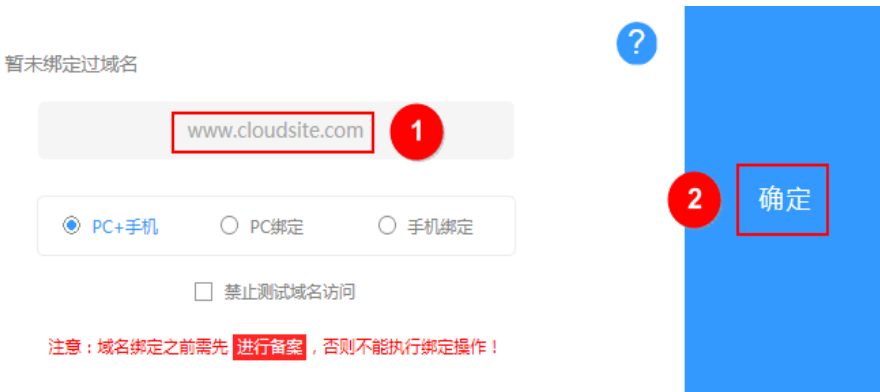 ?
暂未绑定过域名
www.cloudsite.com 1
2 确定
PC+手机 PC绑定 手机绑定
禁止测试域名访问
注意：域名绑定之前需先 进行备案 ，否则不能执行绑定操作！